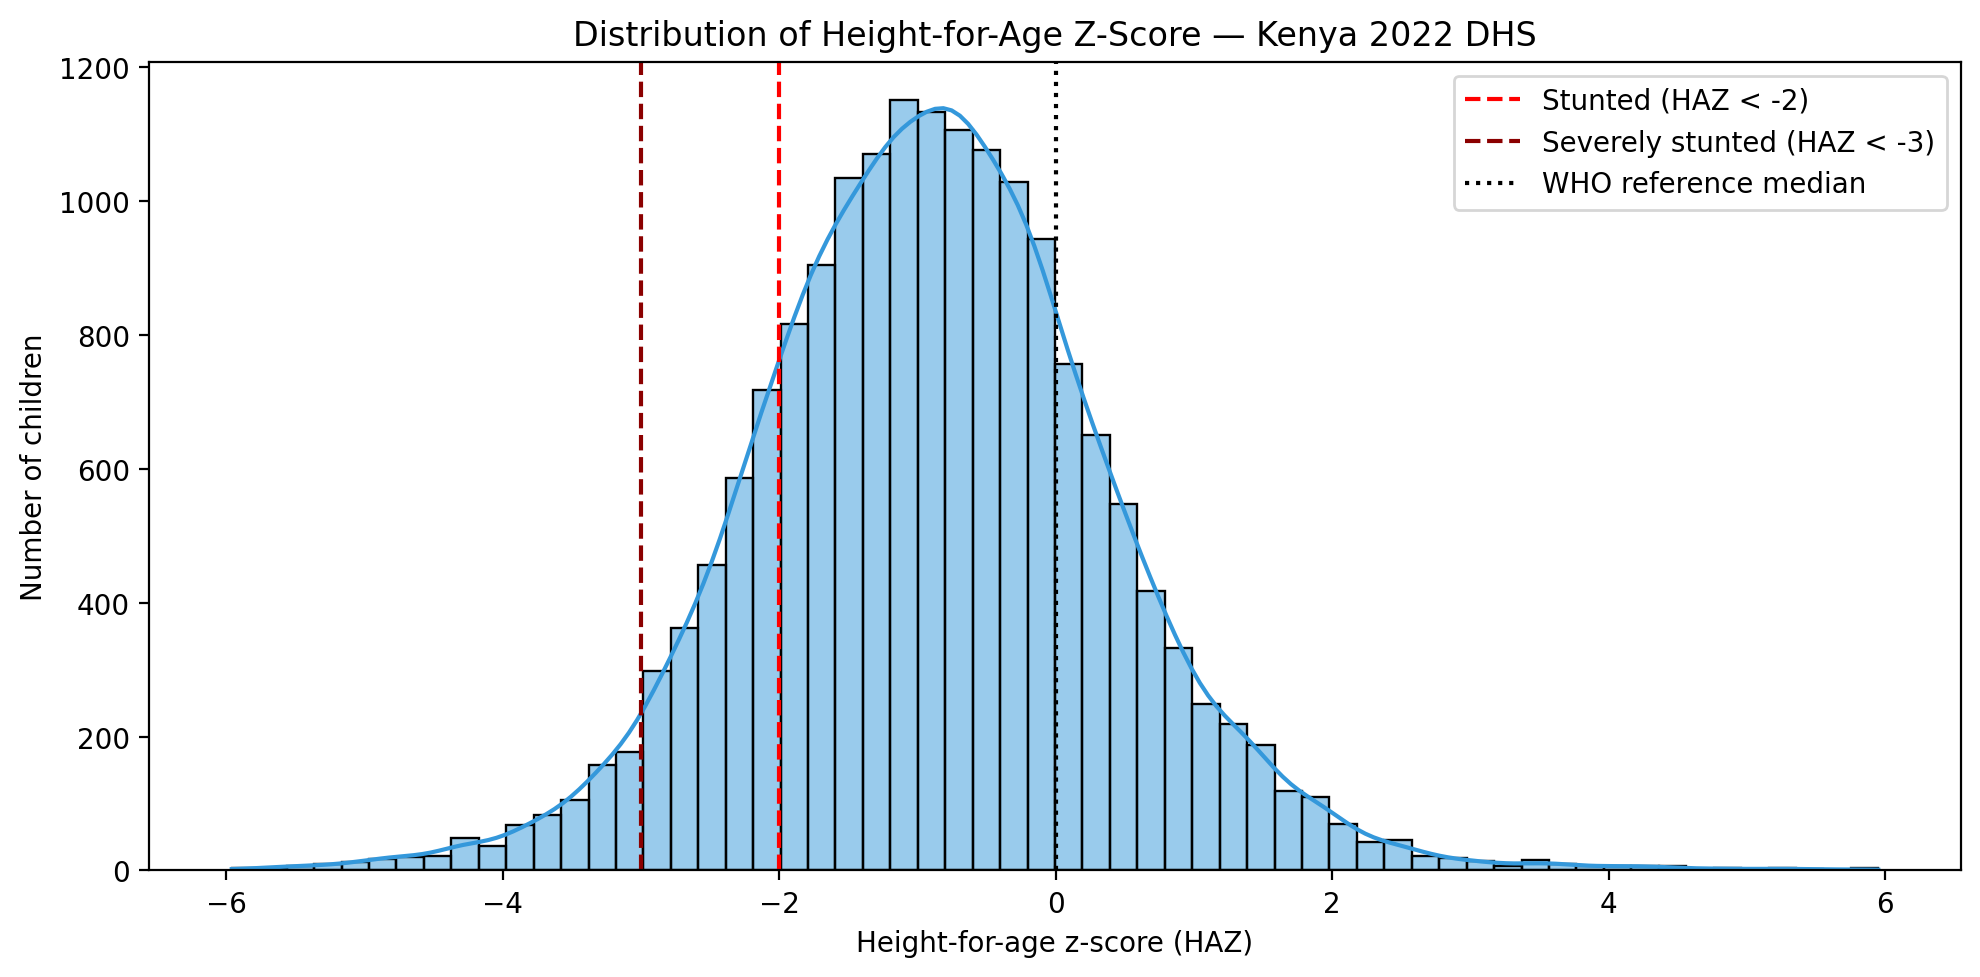 Distribution of Height-for-Age Z-Score — Kenya 2022 DHS
Number of children
1200
1000
800
600
400
200
0
Stunted (HAZ < -2)
Severely stunted (HAZ < -3)
WHO reference median
−6 −4 −2 0 2 4 6
Height-for-age z-score (HAZ)